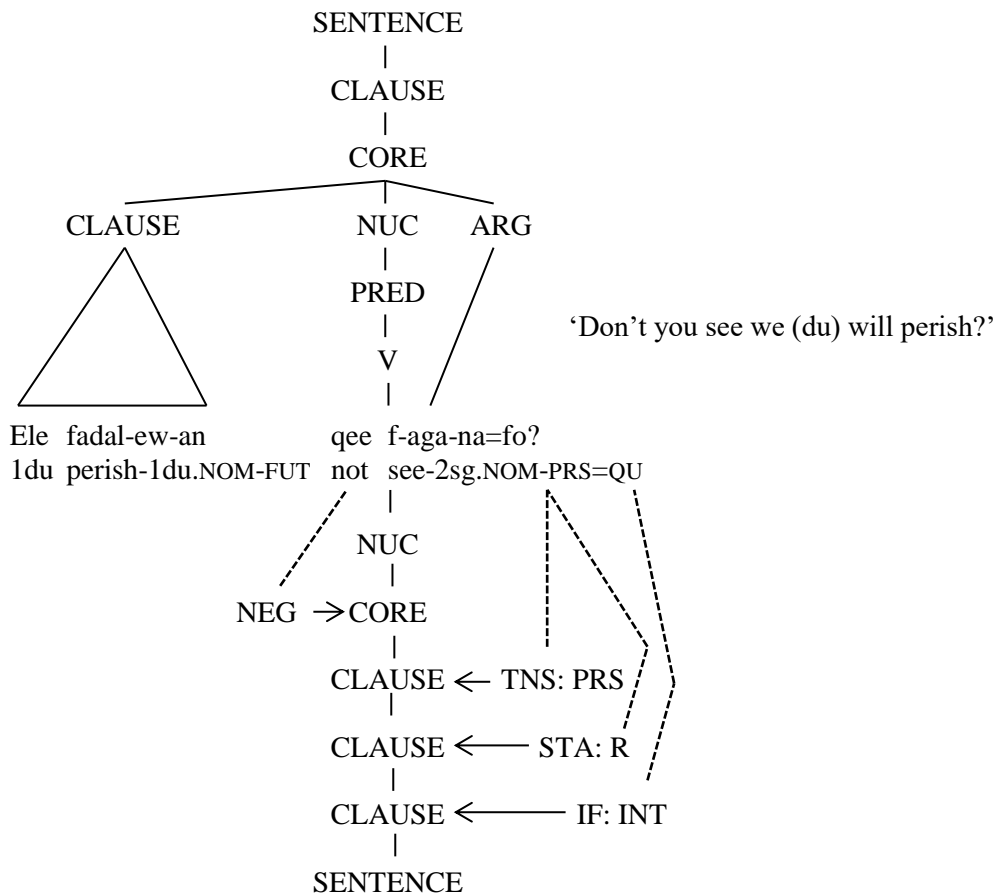 SENTENCE
CLAUSE
CORE
CLAUSE NUC ARG
PRED
‘Don’t you see we (du) will perish?’
V
Ele fadal-ew-an qee f-aga-na=fo?
1du perish-1du.NOM-FUT not see-2sg.NOM-PRS=QU
NUC
NEG CORE
CLAUSE TNS: PRS
CLAUSE STA: R
CLAUSE IF: INT
SENTENCE